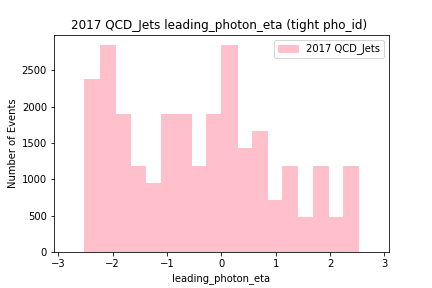 2017 QCD_Jets leading_photon_eta (tight pho_id)
2017 QCD_Jets
Number of Events
2500
2000
1500
1000
500
0
−3 −2 −1 0 1 2 3
leading_photon_eta